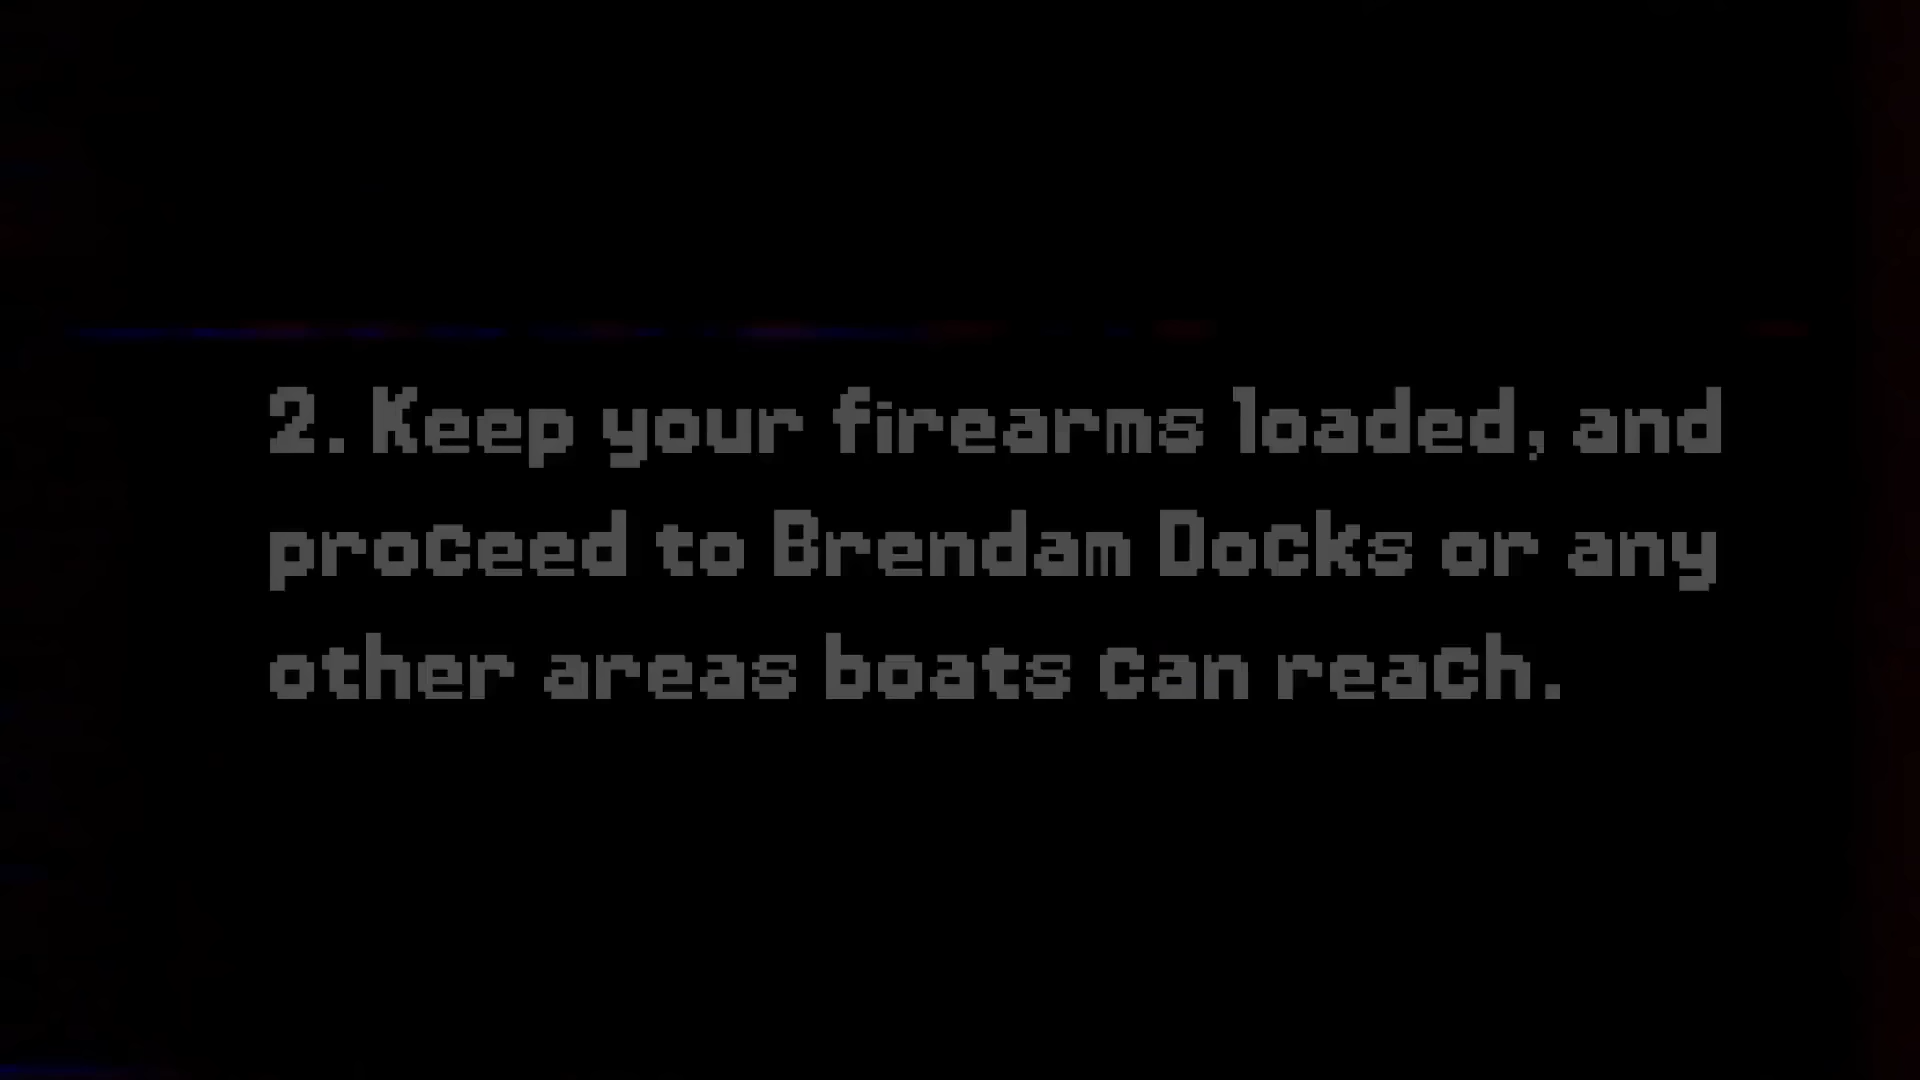 2. Keep your firearms loaded, and
proceed to Brendam Docks or any
other areas boats can reach.